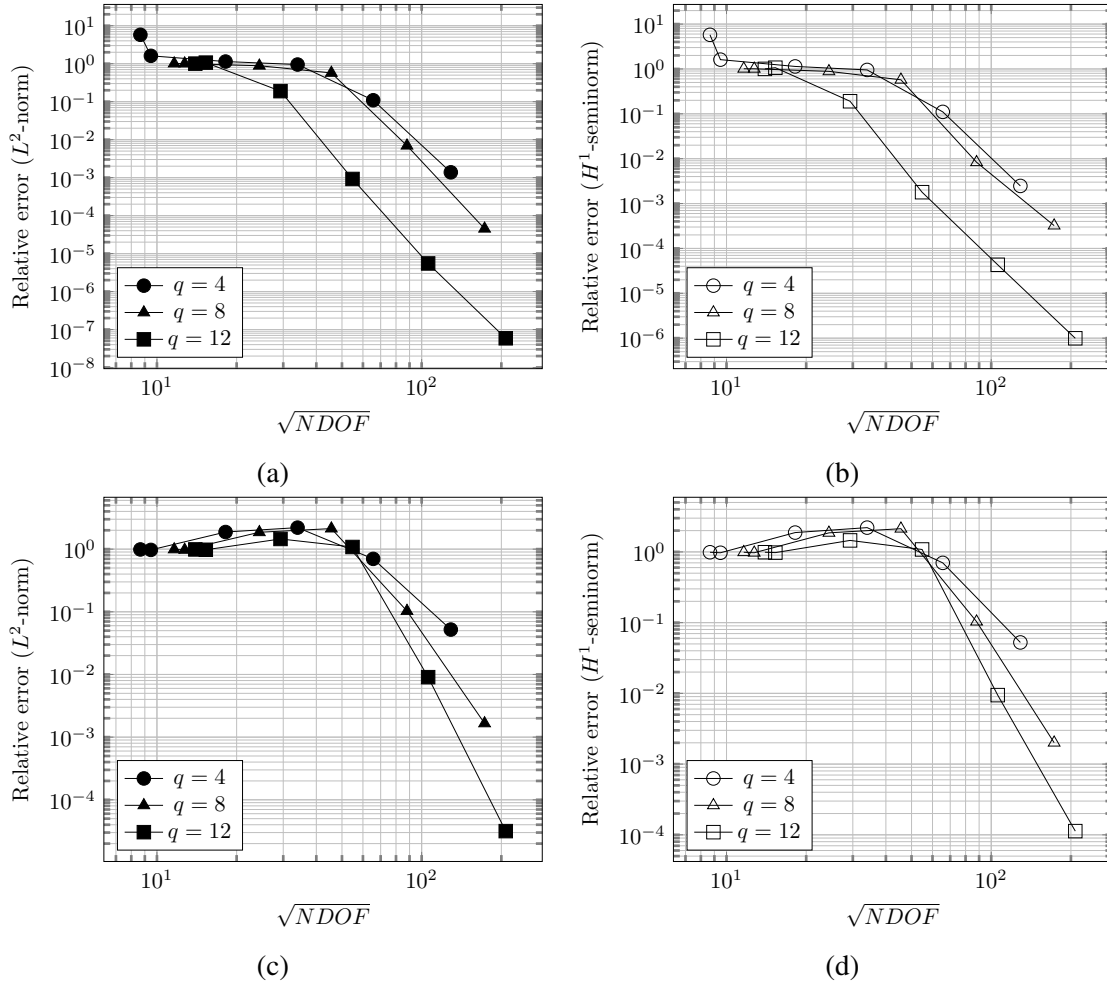 10^1
10^0
10^{-1}
10^{-2}
10^{-3}
10^{-4}
10^{-5}
10^{-6}
10^{-7}
10^{-8}
Relative error (L^2-norm)
q = 4
q = 8
q = 12
10^1
10^2
\sqrt{NDOF}
(a)
10^1
10^0
10^{-1}
10^{-2}
10^{-3}
10^{-4}
10^{-5}
10^{-6}
Relative error (H^1-seminorm)
q = 4
q = 8
q = 12
10^1
10^2
\sqrt{NDOF}
(b)
10^0
10^{-1}
10^{-2}
10^{-3}
10^{-4}
Relative error (L^2-norm)
q = 4
q = 8
q = 12
10^1
10^2
\sqrt{NDOF}
(c)
10^0
10^{-1}
10^{-2}
10^{-3}
10^{-4}
Relative error (H^1-seminorm)
q = 4
q = 8
q = 12
10^1
10^2
\sqrt{NDOF}
(d)